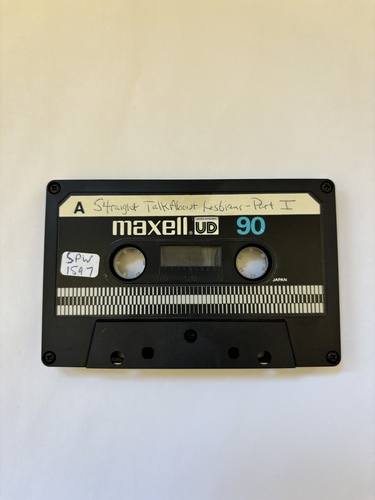 A Straight Talk About Lesbians - Part I
maxell UD 90
SPW
1597
JAPAN